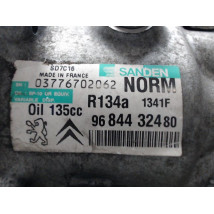 SD7C16
MADE IN FRANCE
SANDEN
03776702062
NORM
R134a
1341F
Oil 135cc
96 844 324 80